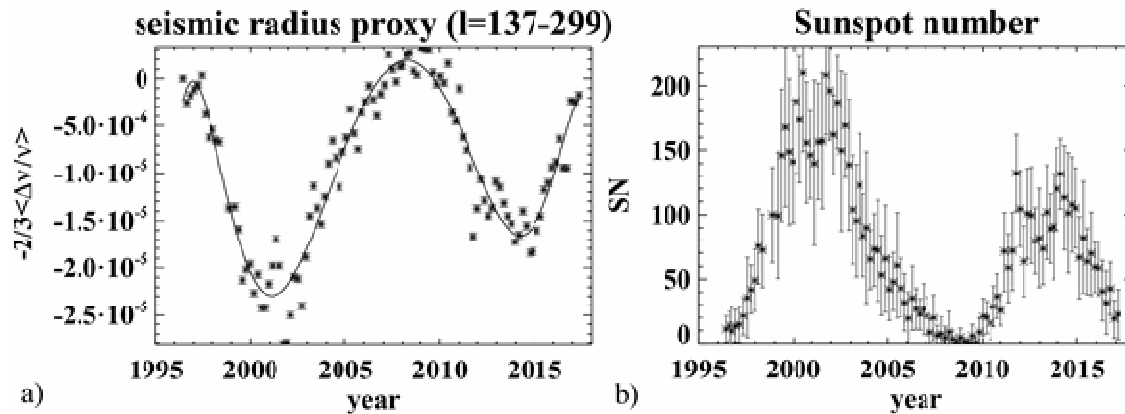 seismic radius proxy (l=137-299)
-2/3<Δν/ν>
0
-5.0·10⁻⁶
-1.0·10⁻⁵
-1.5·10⁻⁵
-2.0·10⁻⁵
-2.5·10⁻⁵
1995 2000 2005 2010 2015
year
a)
Sunspot number
SN
200
150
100
50
0
1995 2000 2005 2010 2015
year
b)